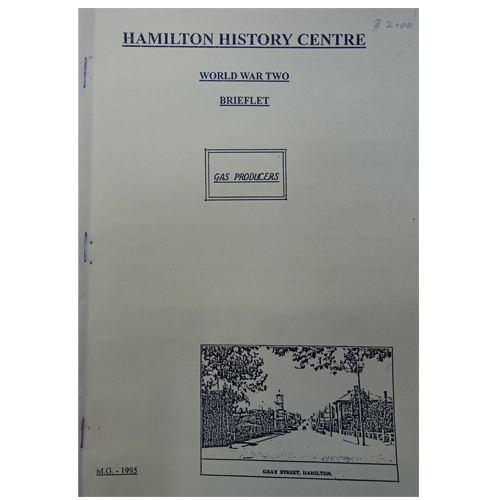 $ 2.00
HAMILTON HISTORY CENTRE
WORLD WAR TWO
BRIEFLET
GAS PRODUCERS
GRAY STREET, HAMILTON.
M.G. - 1995